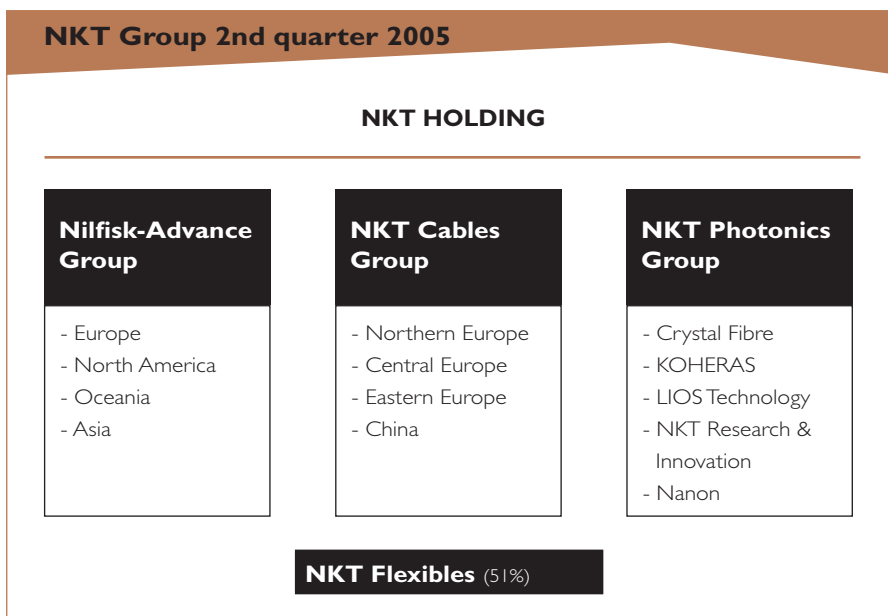 NKT Group 2nd quarter 2005
NKT HOLDING
Nilfisk-Advance
Group
- Europe
- North America
- Oceania
- Asia
NKT Cables
Group
- Northern Europe
- Central Europe
- Eastern Europe
- China
NKT Photonics
Group
- Crystal Fibre
- KOHERAS
- LIOS Technology
- NKT Research &
Innovation
- Nanon
NKT Flexibles (51%)